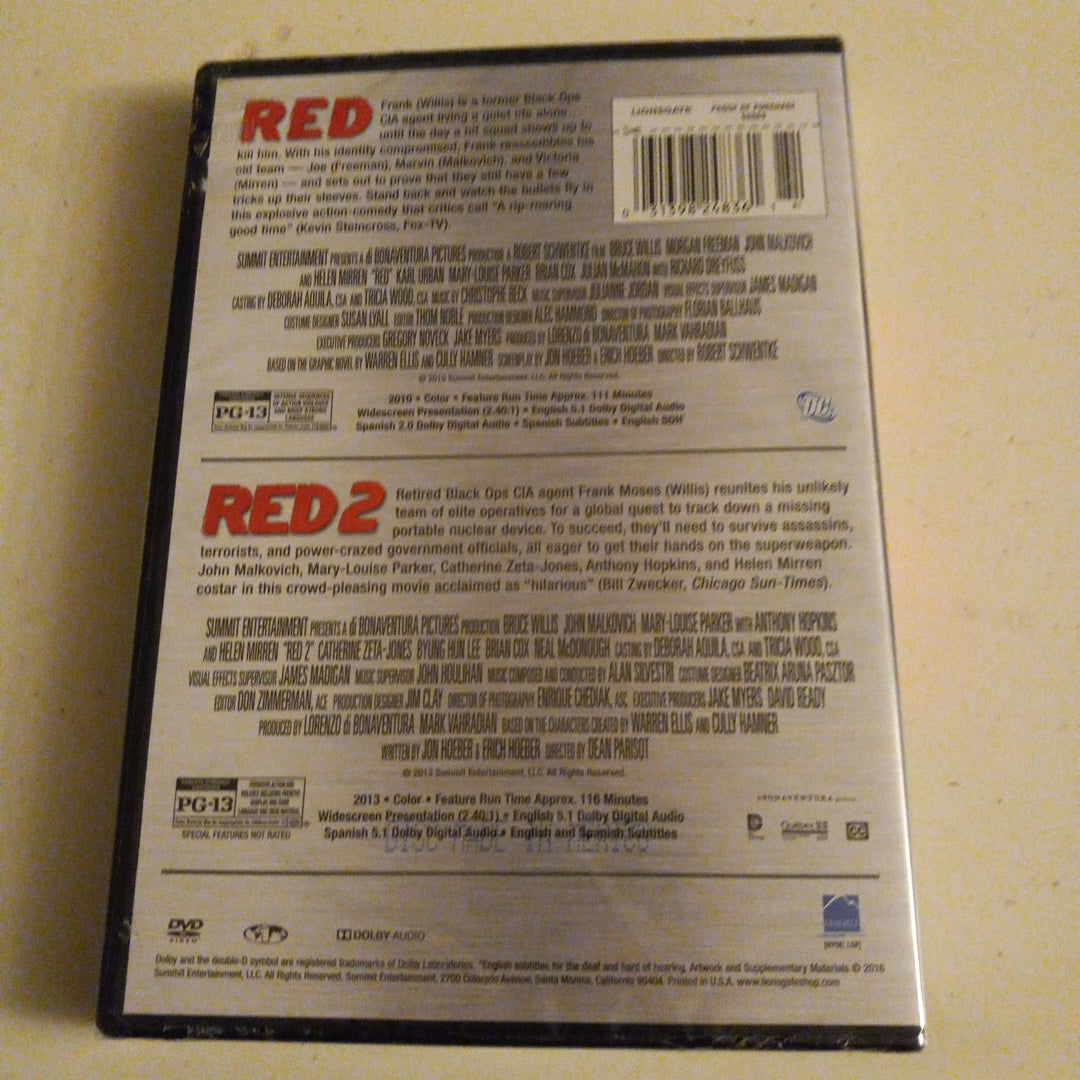 RED Frank (Willis) is a former Black Ops
CIA agent living a quiet life alone
until the day a hit squad shows up to
kill him. With his identity compromised, Frank reassembles his
old team — Joe (Freeman), Marvin (Malkovich), and Victoria
(Mirren) — and sets out to prove that they still have a few
tricks up their sleeves. Stand back and watch the bullets fly in
this explosive action-comedy that critics call "A rip-roaring
good time" (Kevin Steincross, Fox-TV).
LIONSGATE PROOF OF PURCHASE
0 31398 24836
SUMMIT ENTERTAINMENT PRESENTS A di BONAVENTURA PICTURES PRODUCTION A ROBERT SCHWENTKE FILM BRUCE WILLIS MORGAN FREEMAN JOHN MALKOVICH
AND HELEN MIRREN "RED" KARL URBAN MARY-LOUISE PARKER BRIAN COX JULIAN McMAHON WITH RICHARD DREYFUSS
CASTING BY DEBORAH AQUILA, CSA AND TRICIA WOOD, CSA MUSIC BY CHRISTOPHE BECK MUSIC SUPERVISOR JULIANNE JORDAN VISUAL EFFECTS SUPERVISOR JAMES MADIGAN
COSTUME DESIGNER SUSAN LYALL EDITOR THOM NOBLE PRODUCTION DESIGNER ALEC HAMMOND DIRECTOR OF PHOTOGRAPHY FLORIAN BALLHAUS
EXECUTIVE PRODUCERS GREGORY NOVECK JAKE MYERS PRODUCED BY LORENZO di BONAVENTURA MARK VAHRADIAN
BASED ON THE GRAPHIC NOVEL BY WARREN ELLIS AND CULLY HAMNER SCREENPLAY BY JON HOEBER & ERICH HOEBER DIRECTED BY ROBERT SCHWENTKE
© 2010 Summit Entertainment, LLC. All Rights Reserved.
PG-13 INTENSE SEQUENCES
OF ACTION VIOLENCE
AND BRIEF STRONG
LANGUAGE
2010 • Color • Feature Run Time Approx. 111 Minutes
Widescreen Presentation (2.40:1) • English 5.1 Dolby Digital Audio
Spanish 2.0 Dolby Digital Audio • Spanish Subtitles • English SDH
DC
RED 2 Retired Black Ops CIA agent Frank Moses (Willis) reunites his unlikely
team of elite operatives for a global quest to track down a missing
portable nuclear device. To succeed, they'll need to survive assassins,
terrorists, and power-crazed government officials, all eager to get their hands on the superweapon.
John Malkovich, Mary-Louise Parker, Catherine Zeta-Jones, Anthony Hopkins, and Helen Mirren
costar in this crowd-pleasing movie acclaimed as "hilarious" (Bill Zwecker, Chicago Sun-Times).
SUMMIT ENTERTAINMENT PRESENTS A di BONAVENTURA PICTURES PRODUCTION BRUCE WILLIS JOHN MALKOVICH MARY-LOUISE PARKER WITH ANTHONY HOPKINS
AND HELEN MIRREN "RED 2" CATHERINE ZETA-JONES BYUNG HUN LEE BRIAN COX NEAL McDONOUGH CASTING BY DEBORAH AQUILA, CSA AND TRICIA WOOD, CSA
VISUAL EFFECTS SUPERVISOR JAMES MADIGAN MUSIC SUPERVISOR JOHN HOULIHAN MUSIC COMPOSED AND CONDUCTED BY ALAN SILVESTRI COSTUME DESIGNER BEATRIX ARUNA PASZTOR
EDITOR DON ZIMMERMAN, ACE PRODUCTION DESIGNER JIM CLAY DIRECTOR OF PHOTOGRAPHY ENRIQUE CHEDIAK, ASC EXECUTIVE PRODUCERS JAKE MYERS DAVID READY
PRODUCED BY LORENZO di BONAVENTURA MARK VAHRADIAN BASED ON THE CHARACTERS CREATED BY WARREN ELLIS AND CULLY HAMNER
WRITTEN BY JON HOEBER & ERICH HOEBER DIRECTED BY DEAN PARISOT
© 2013 Summit Entertainment, LLC. All Rights Reserved.
PG-13
SPECIAL FEATURES NOT RATED
2013 • Color • Feature Run Time Approx. 116 Minutes
Widescreen Presentation (2.40:1) • English 5.1 Dolby Digital Audio
Spanish 5.1 Dolby Digital Audio • English and Spanish Subtitles
DISC MADE IN MEXICO
diBONAVENTURA
CC
DVD
VIDEO
DOLBY AUDIO
SUMMIT
Dolby and the double-D symbol are registered trademarks of Dolby Laboratories. *English subtitles for the deaf and hard of hearing. Artwork and Supplementary Materials © 2016
Summit Entertainment, LLC. All Rights Reserved. Summit Entertainment, 2700 Colorado Avenue, Santa Monica, California 90404. Printed in U.S.A. www.lionsgateshop.com